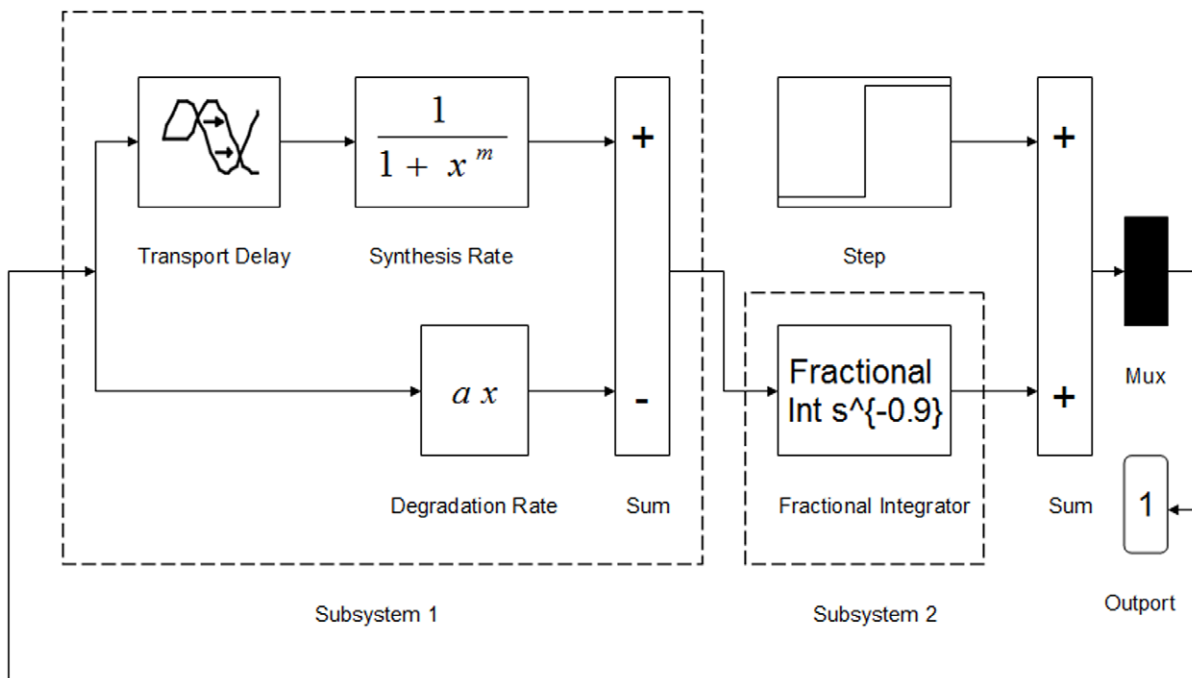 1
1 + x^m
+
+
Transport Delay
Synthesis Rate
Step
a x
-
Fractional
Int s^{-0.9}
+
Mux
Degradation Rate
Sum
Fractional Integrator
Sum
1
Outport
Subsystem 1
Subsystem 2